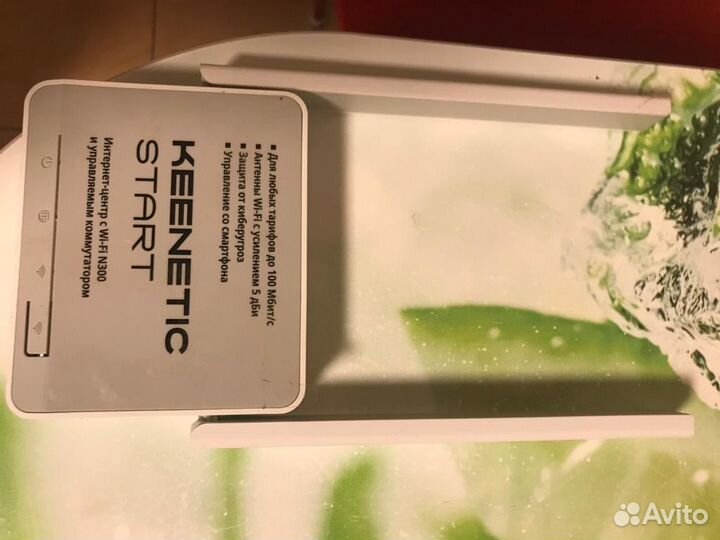 ■ Для любых тарифов до 100 Мбит/с
■ Антенны Wi-Fi с усилением 5 дБи
■ Защита от киберугроз
■ Управление со смартфона
KEENETIC
START
Интернет-центр с Wi-Fi N300
и управляемым коммутатором
Avito